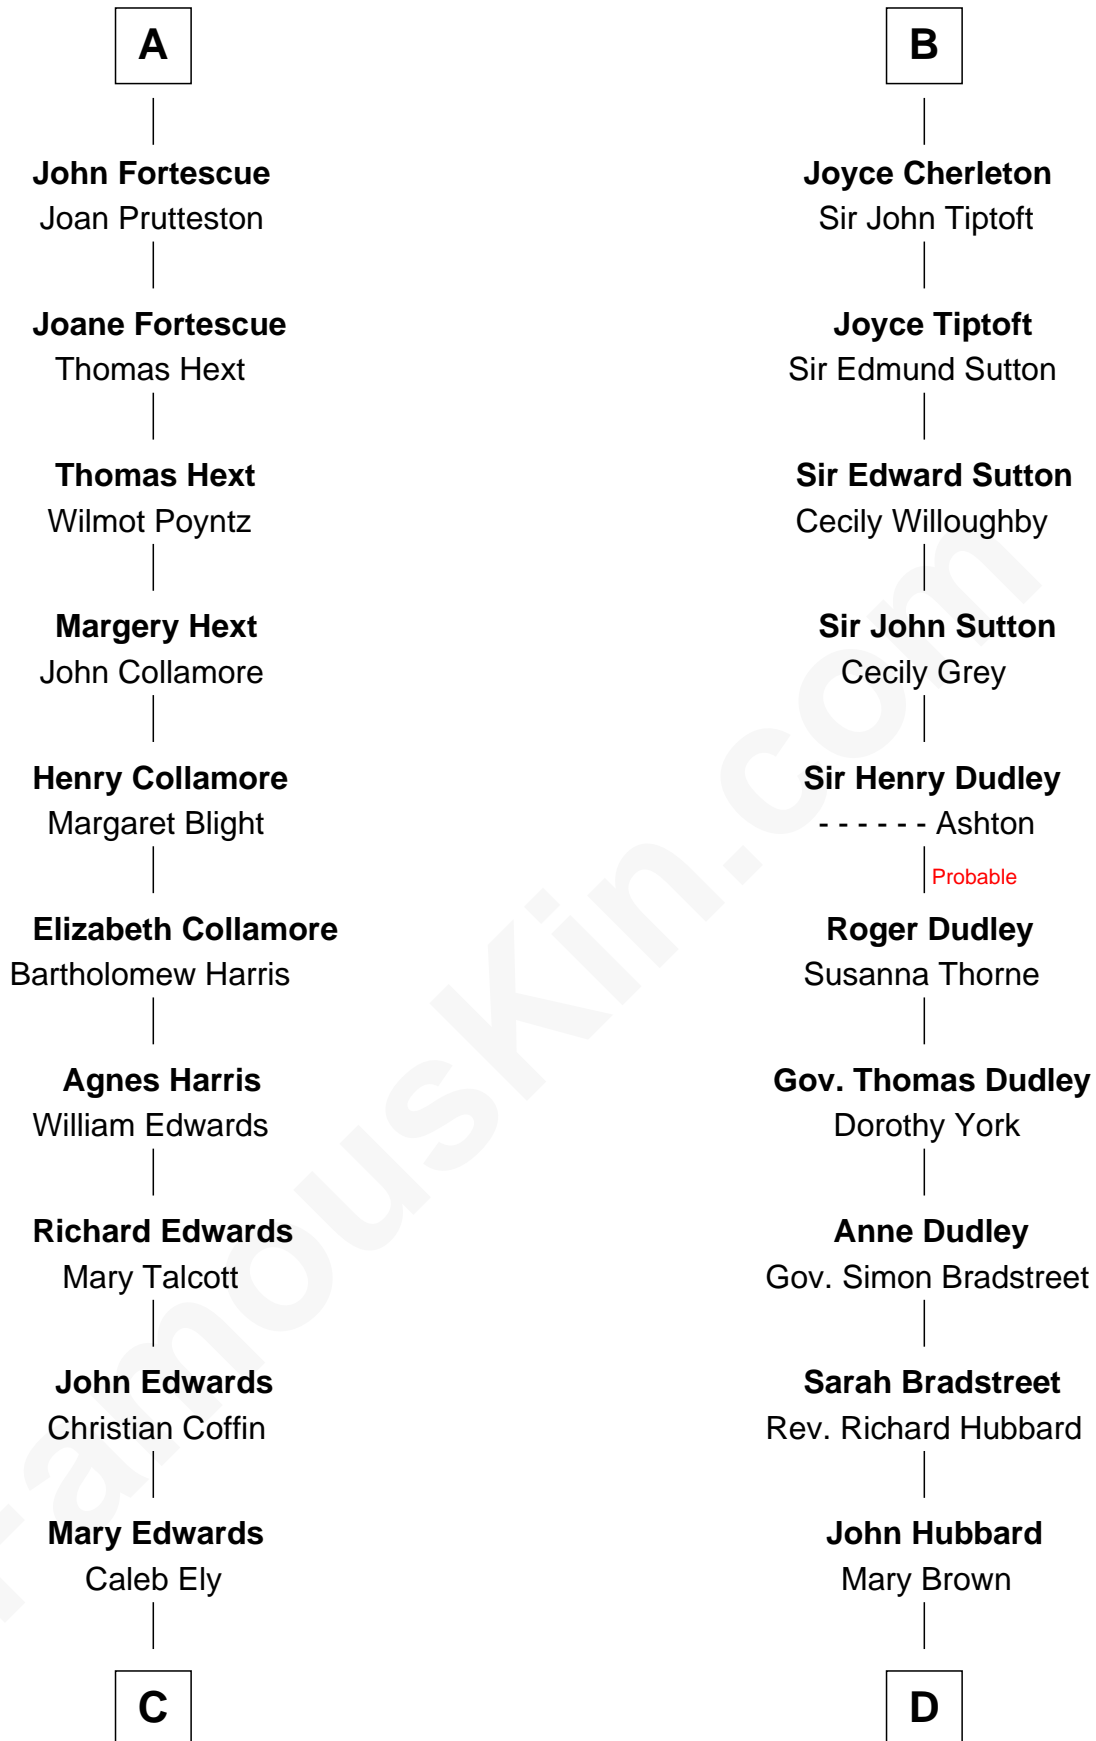 A
John Fortescue
Joan Prutteston
Joane Fortescue
Thomas Hext
Thomas Hext
Wilmot Poyntz
Margery Hext
John Collamore
Henry Collamore
Margaret Blight
Elizabeth Collamore
Bartholomew Harris
Agnes Harris
William Edwards
Richard Edwards
Mary Talcott
John Edwards
Christian Coffin
Mary Edwards
Caleb Ely
C
B
Joyce Cherleton
Sir John Tiptoft
Joyce Tiptoft
Sir Edmund Sutton
Sir Edward Sutton
Cecily Willoughby
Sir John Sutton
Cecily Grey
Sir Henry Dudley
- - - - - - Ashton
Probable
Roger Dudley
Susanna Thorne
Gov. Thomas Dudley
Dorothy York
Anne Dudley
Gov. Simon Bradstreet
Sarah Bradstreet
Rev. Richard Hubbard
John Hubbard
Mary Brown
D
FamousKin.com